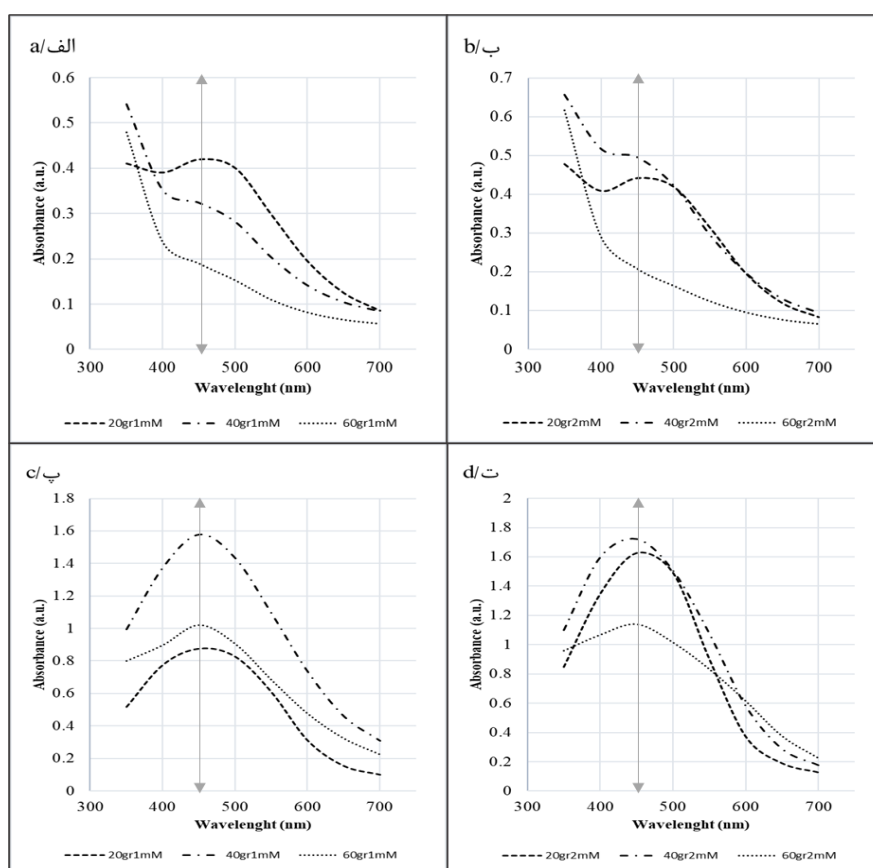 a/الف
0.6
0.5
0.4
0.3
0.2
0.1
0
Absorbance (a.u.)
300 400 500 600 700
Wavelenght (nm)
20gr1mM 40gr1mM 60gr1mM
b/ب
0.7
0.6
0.5
0.4
0.3
0.2
0.1
0
Absorbance (a.u.)
300 400 500 600 700
Wavelenght (nm)
20gr2mM 40gr2mM 60gr2mM
c/پ
1.8
1.6
1.4
1.2
1
0.8
0.6
0.4
0.2
0
Absorbance (a.u.)
300 400 500 600 700
Wavelenght (nm)
20gr1mM 40gr1mM 60gr1mM
d/ت
2
1.8
1.6
1.4
1.2
1
0.8
0.6
0.4
0.2
0
Absorbance (a.u.)
300 400 500 600 700
Wavelenght (nm)
20gr2mM 40gr2mM 60gr2mM